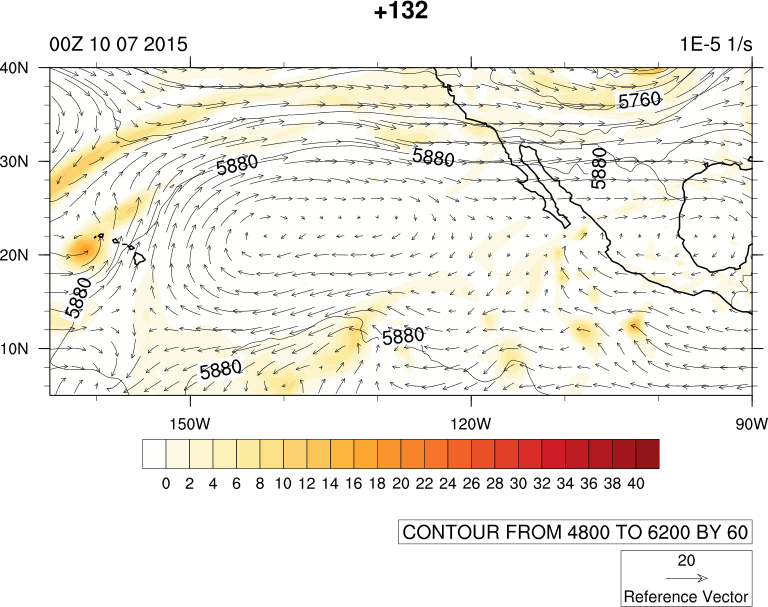 +132
00Z 10 07 2015 1E-5 1/s
40N
5760
30N 5880 5880 5880
20N
5880
10N 5880
5880
150W 120W 90W
0 2 4 6 8 10 12 14 16 18 20 22 24 26 28 30 32 34 36 38 40
CONTOUR FROM 4800 TO 6200 BY 60
20
Reference Vector